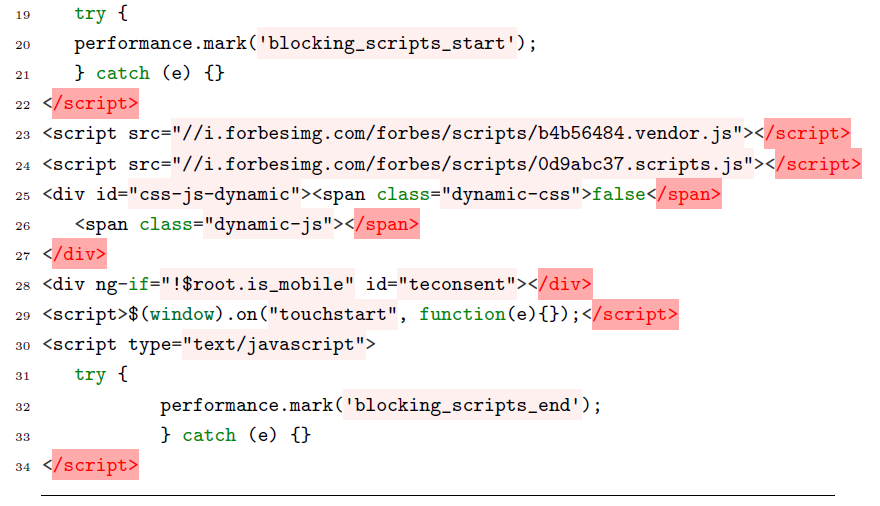 19 try {
20 performance.mark('blocking_scripts_start');
21 } catch (e) {}
22 </script>
23 <script src="//i.forbesimg.com/forbes/scripts/b4b56484.vendor.js"></script>
24 <script src="//i.forbesimg.com/forbes/scripts/0d9abc37.scripts.js"></script>
25 <div id="css-js-dynamic"><span class="dynamic-css">false</span>
26 <span class="dynamic-js"></span>
27 </div>
28 <div ng-if="!$root.is_mobile" id="teconsent"></div>
29 <script>$(window).on("touchstart", function(e){});</script>
30 <script type="text/javascript">
31 try {
32 performance.mark('blocking_scripts_end');
33 } catch (e) {}
34 </script>